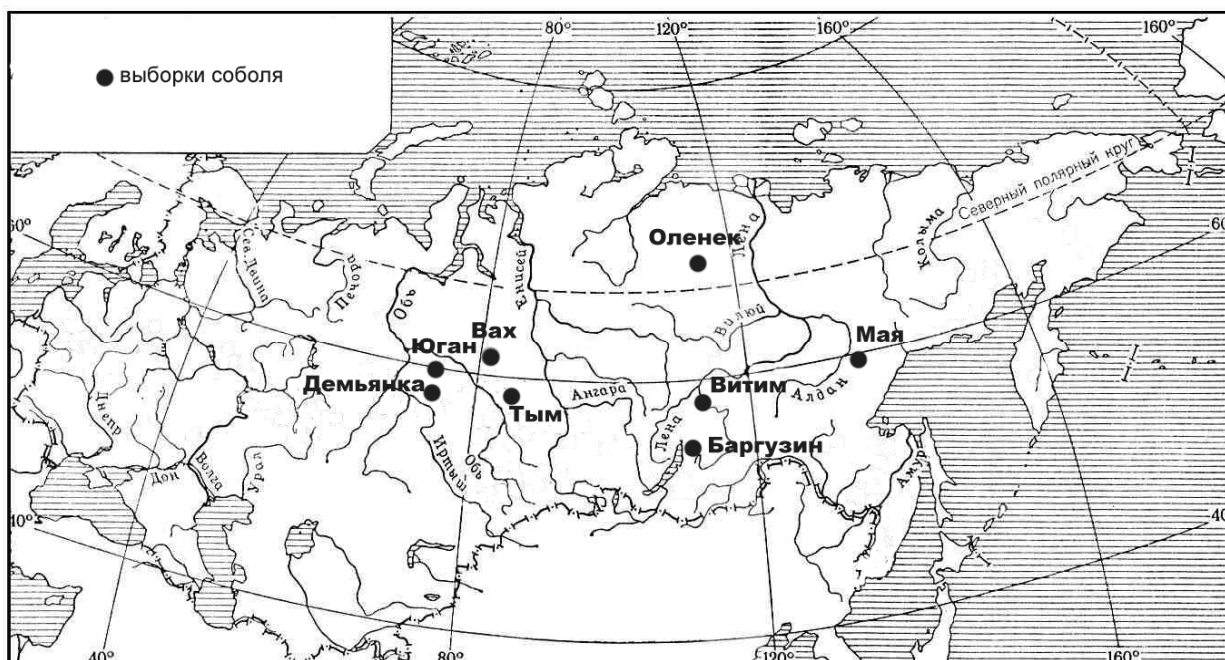 80°
120°
160°
160°
выборки соболя
Северный полярный круг
60°
60°
Сев. Двина
Печора
Обь
Енисей
Оленек
Лена
Колыма
Вилюй
Вах
Юган
Мая
Демьянка
Тым
Ангара
Витим
Алдан
Лена
Баргузин
Днепр
Дон
Волга
Урал
Иртыш
Обь
Амур
40°
40°
40°
80°
120°
160°